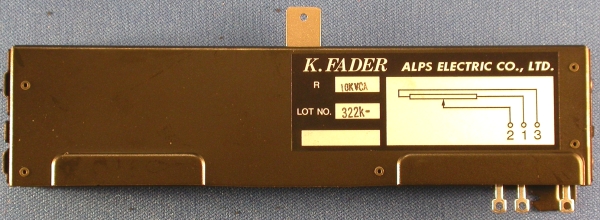 K. FADER ALPS ELECTRIC CO., LTD.
R 10KVCA
LOT NO. 322k-
2 1 3